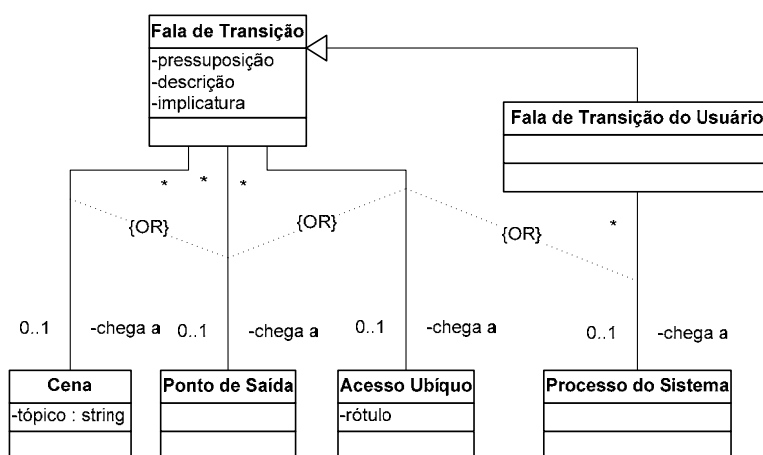 Fala de Transição
-pressuposição
-descrição
-implicatura
Fala de Transição do Usuário
* * *
*
{OR} {OR} {OR}
0..1 -chega a 0..1 -chega a 0..1 -chega a 0..1 -chega a
Cena
-tópico : string
Ponto de Saída
Acesso Ubíquo
-rótulo
Processo do Sistema